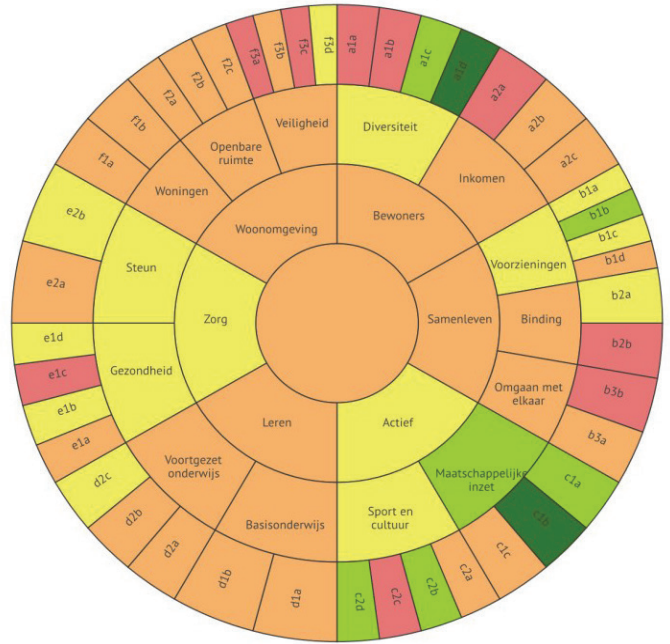 a1a
a1b
a1c
a1d
a2a
a2b
a2c
b1a
b1b
b1c
b1d
b2a
b2b
b3b
b3a
c1a
c1b
c1c
c2a
c2b
c2c
c2d
d1a
d1b
d2a
d2b
d2c
e1a
e1b
e1c
e1d
e2a
e2b
f1a
f1b
f2a
f2b
f2c
f3a
f3b
f3c
f3d
Diversiteit
Inkomen
Voorzieningen
Binding
Omgaan met
elkaar
Maatschappelijke
inzet
Sport en
cultuur
Basisonderwijs
Voortgezet
onderwijs
Gezondheid
Steun
Woningen
Openbare
ruimte
Veiligheid
Bewoners
Samenleven
Actief
Leren
Zorg
Woonomgeving